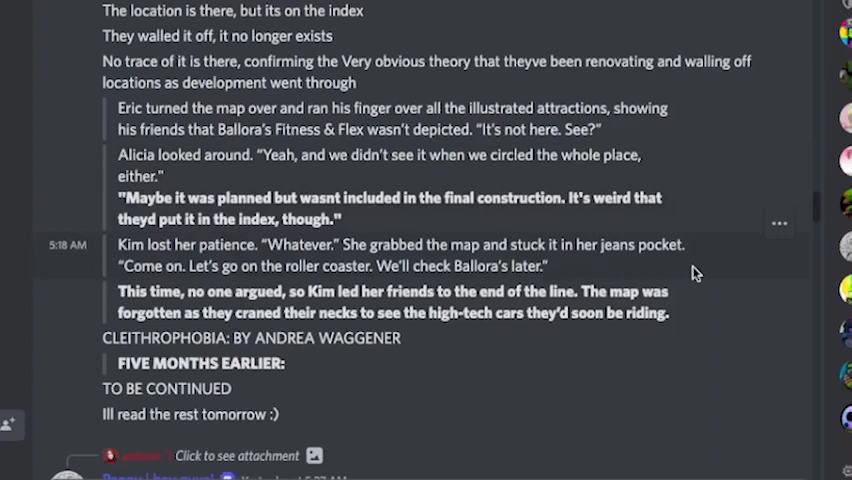 The location is there, but its on the index
They walled it off, it no longer exists
No trace of it is there, confirming the Very obvious theory that theyve been renovating and walling off
locations as development went through
Eric turned the map over and ran his finger over all the illustrated attractions, showing
his friends that Ballora's Fitness & Flex wasn't depicted. “It's not here. See?”
Alicia looked around. “Yeah, and we didn't see it when we circled the whole place,
either.”
"Maybe it was planned but wasnt included in the final construction. It's weird that
theyd put it in the index, though."
5:18 AM Kim lost her patience. “Whatever.” She grabbed the map and stuck it in her jeans pocket.
“Come on. Let's go on the roller coaster. We'll check Ballora's later.”
This time, no one argued, so Kim led her friends to the end of the line. The map was
forgotten as they craned their necks to see the high-tech cars they'd soon be riding.
CLEITHROPHOBIA: BY ANDREA WAGGENER
FIVE MONTHS EARLIER:
TO BE CONTINUED
Ill read the rest tomorrow :)
Click to see attachment